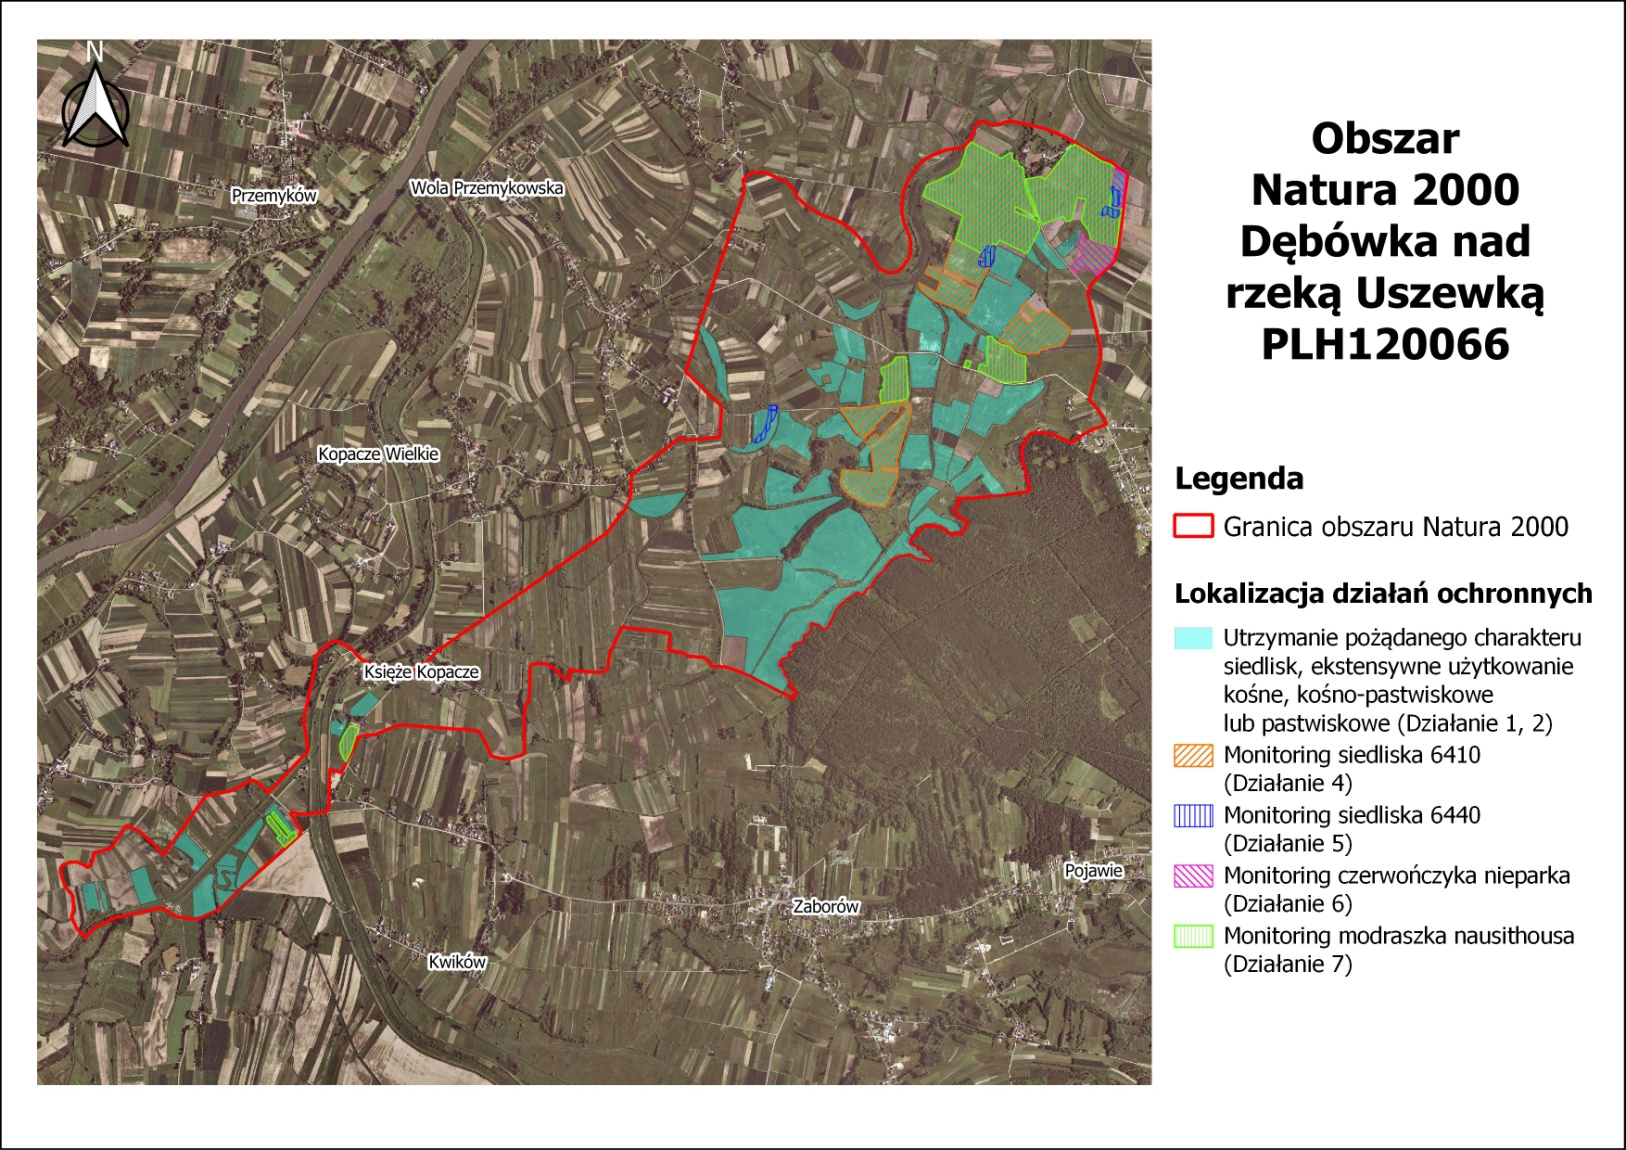 N
Przemyków
Wola Przemykowska
Kopacze Wielkie
Księże Kopacze
Pojawie
Zaborów
Kwików
Obszar
Natura 2000
Dębówka nad
rzeką Uszewką
PLH120066
Legenda
Granica obszaru Natura 2000
Lokalizacja działań ochronnych
Utrzymanie pożądanego charakteru
siedlisk, ekstensywne użytkowanie
kośne, kośno-pastwiskowe
lub pastwiskowe (Działanie 1, 2)
Monitoring siedliska 6410
(Działanie 4)
Monitoring siedliska 6440
(Działanie 5)
Monitoring czerwończyka nieparka
(Działanie 6)
Monitoring modraszka nausithousa
(Działanie 7)